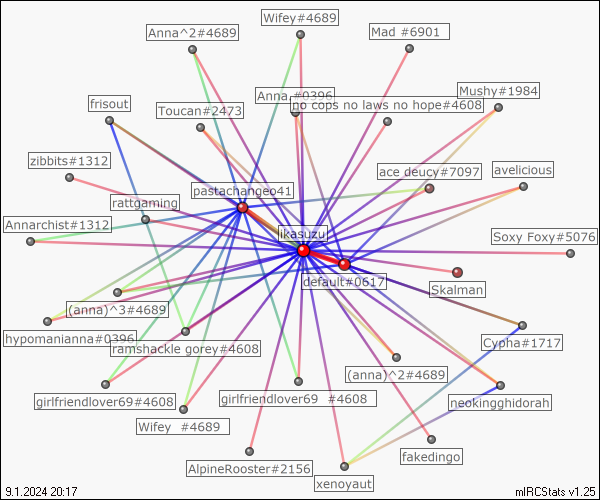 Wifey#4689
Anna^2#4689
Mad #6901
Mushy#1984
Anna #0396
no cops no laws no hope#4608
frisout
Toucan#2473
zibbits#1312
ace deucy#7097
avelicious
pastachangeo41
rattgaming
Annarchist#1312
ikasuzu
Soxy Foxy#5076
default#0617
Skalman
(anna)^3#4689
hypomanianna#0396
ramshackle gorey#4608
Cypha#1717
(anna)^2#4689
girlfriendlover69#4608
girlfriendlover69 #4608
neokingghidorah
Wifey #4689
fakedingo
AlpineRooster#2156
xenoyaut
9.1.2024 20:17
mIRCStats v1.25